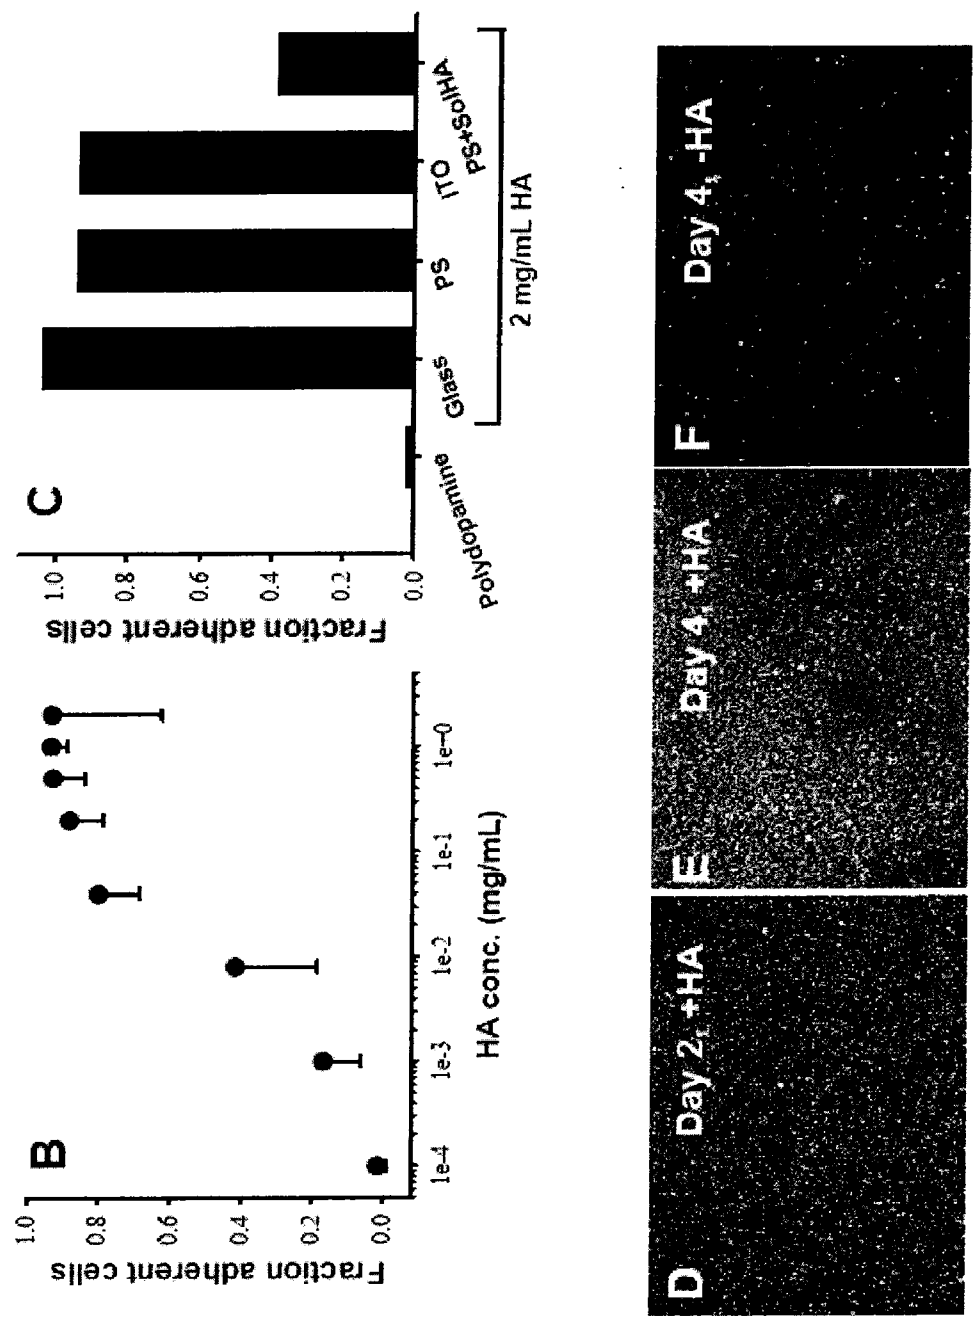 B
Fraction adherent cells
1.0
0.8
0.6
0.4
0.2
0.0
1e-4
1e-3
1e-2
1e-1
1e-0
HA conc. (mg/mL)
C
Fraction adherent cells
1.0
0.8
0.6
0.4
0.2
0.0
Polydopamine
Glass
PS
ITO
PS+SolHA
2 mg/mL HA
D
Day 2, +HA
E
Day 4, +HA
F
Day 4, -HA